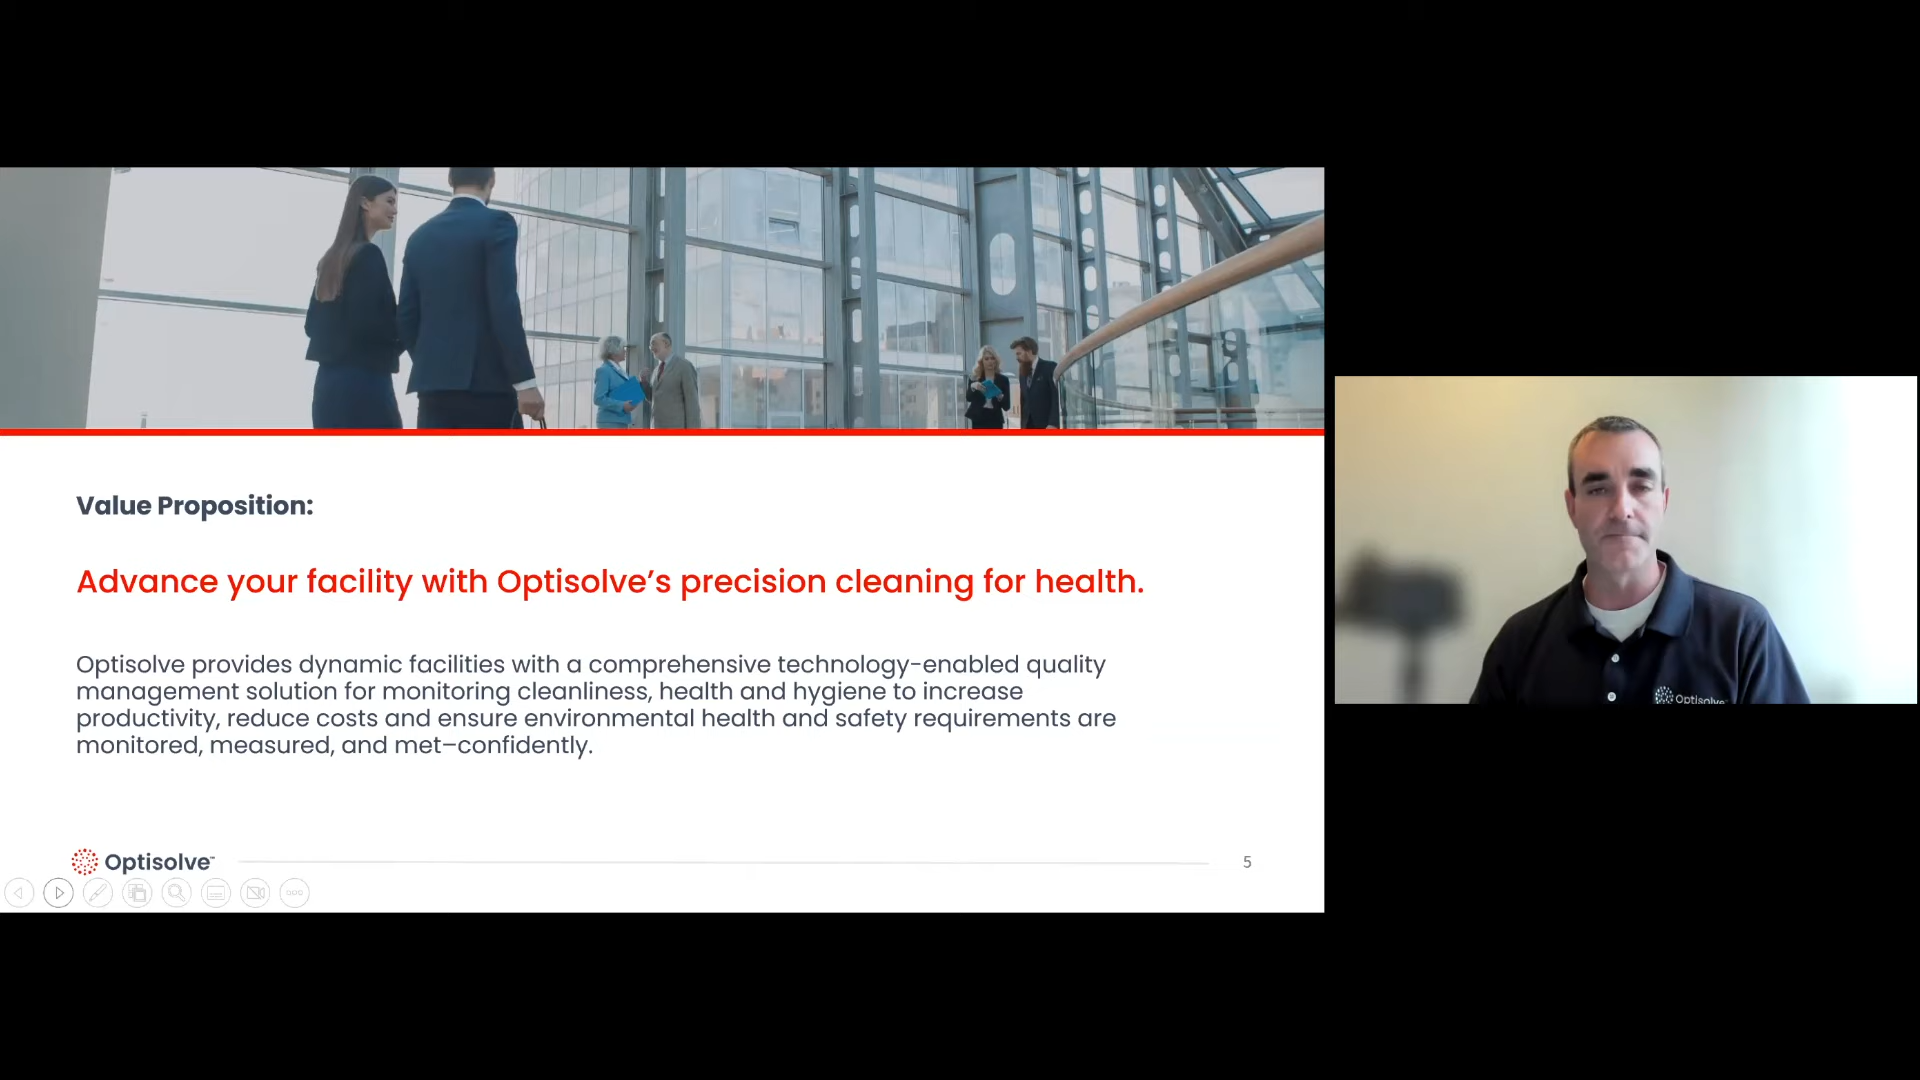 Value Proposition:
Advance your facility with Optisolve’s precision cleaning for health.
Optisolve provides dynamic facilities with a comprehensive technology-enabled quality
management solution for monitoring cleanliness, health and hygiene to increase
productivity, reduce costs and ensure environmental health and safety requirements are
monitored, measured, and met–confidently.
Optisolve™
5
Optisolve